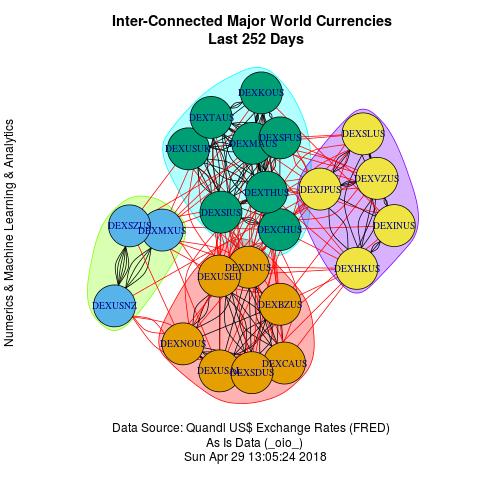 Inter-Connected Major World Currencies
Last 252 Days
Numerics & Machine Learning & Analytics
DEXKOUS
DEXTAUS
DEXUSUK
DEXMAUS
DEXSFUS
DEXTHUS
DEXSIUS
DEXCHUS
DEXSLUS
DEXVZUS
DEXJPUS
DEXINUS
DEXHKUS
DEXSZUS
DEXMXUS
DEXUSNZ
DEXDNUS
DEXUSEU
DEXBZUS
DEXNOUS
DEXCAUS
DEXSDUS
Data Source: Quandl US$ Exchange Rates (FRED)
As Is Data (_oio_)
Sun Apr 29 13:05:24 2018